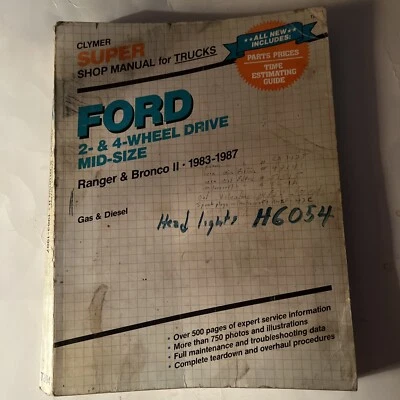 CLYMER
SUPER
SHOP MANUAL for TRUCKS
ALL NEW
INCLUDES:
PARTS PRICES
TIME
ESTIMATING
GUIDE
FORD
2- & 4-WHEEL DRIVE
MID-SIZE
Ranger & Bronco II - 1983-1987
Gas & Diesel
Head lights H6054
• Over 500 pages of expert service information
• More than 750 photos and illustrations
• Full maintenance and troubleshooting data
• Complete teardown and overhaul procedures